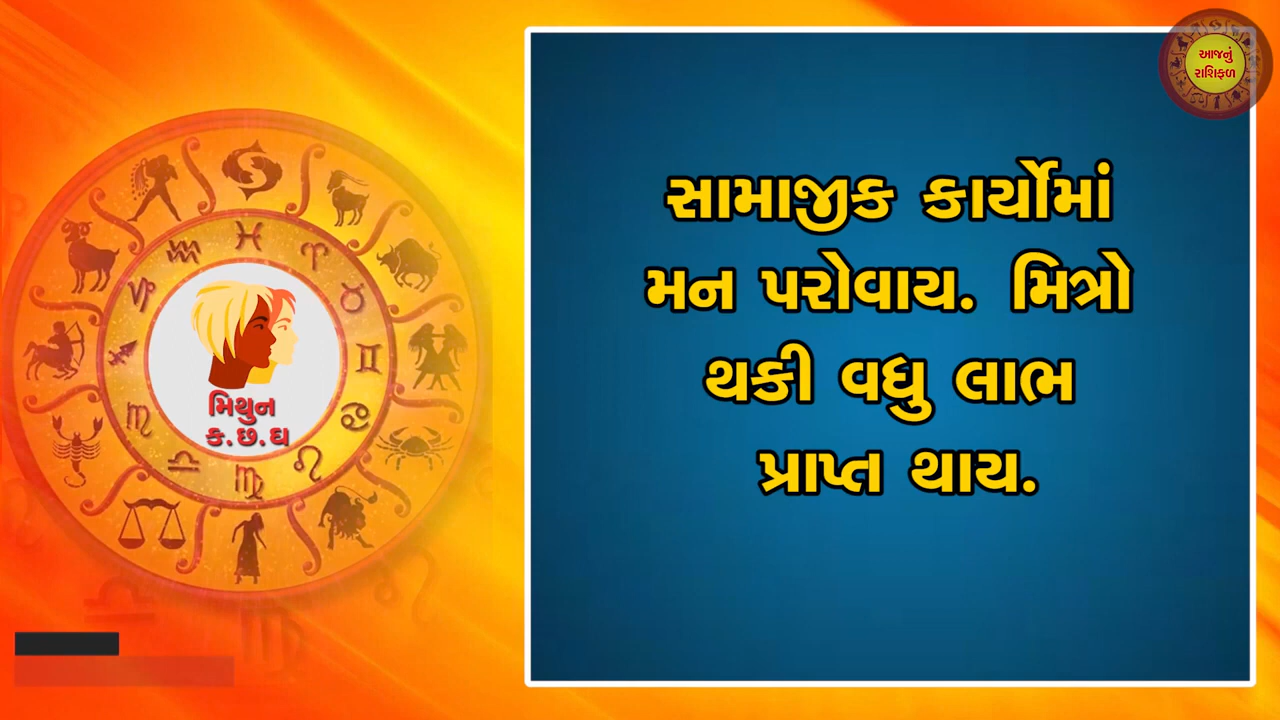 આજનું
રાશિફળ
સામાજીક કાર્યોમાં
મન પરોવાય. મિત્રો
થકી વધુ લાભ
પ્રાપ્ત થાય.
મિથુન
ક.છ.ઘ